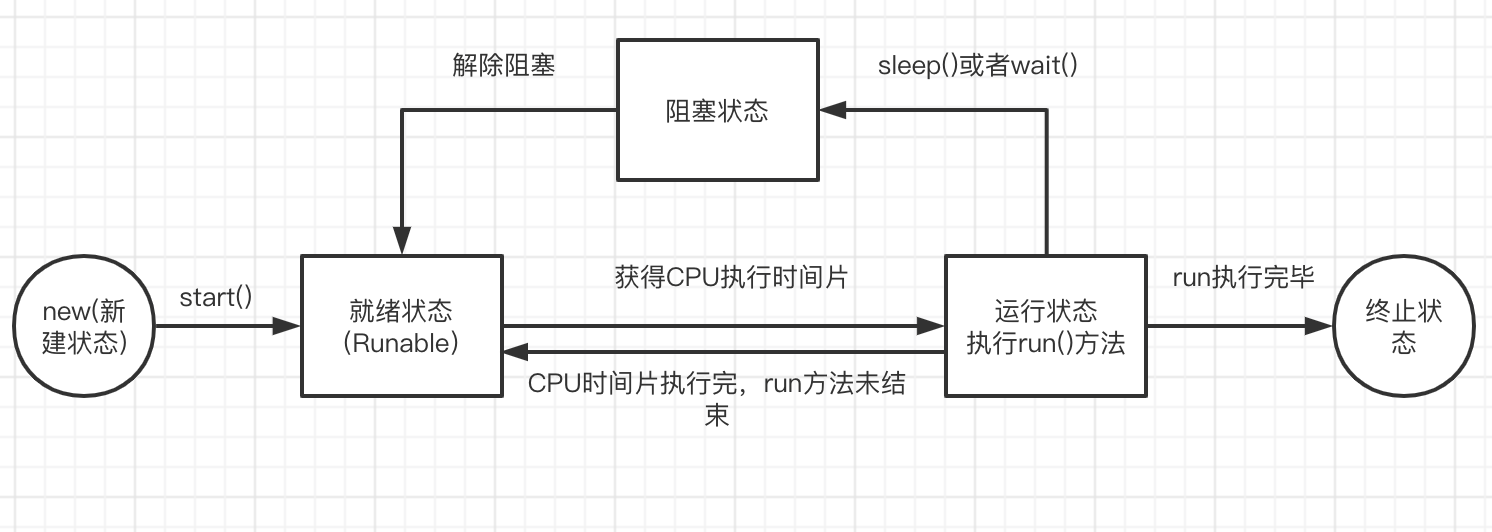 解除阻塞
sleep()或者wait()
阻塞状态
start()
new(新
建状态)
就绪状态
（Runable）
获得CPU执行时间片
CPU时间片执行完，run方法未结
束
运行状态
执行run()方法
run执行完毕
终止状
态